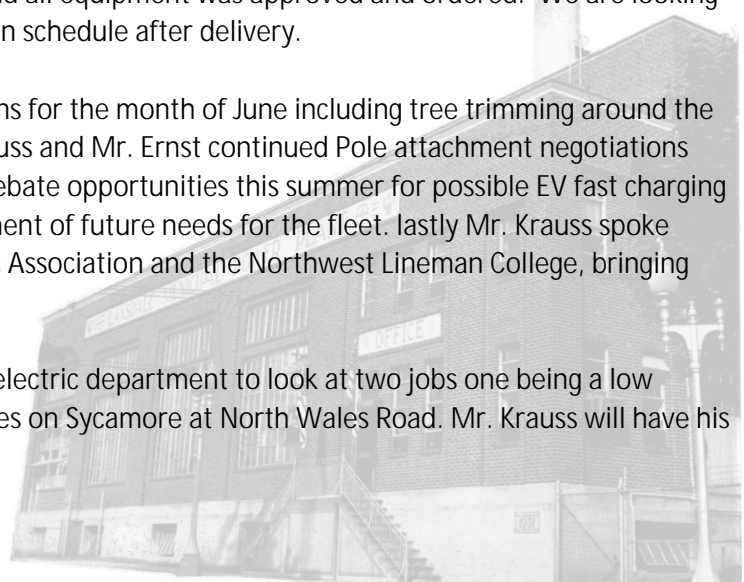 d all equipment was approved and ordered. We are looking
n schedule after delivery.
ns for the month of June including tree trimming around the
uss and Mr. Ernst continued Pole attachment negotiations
ebate opportunities this summer for possible EV fast charging
nent of future needs for the fleet. lastly Mr. Krauss spoke
Association and the Northwest Lineman College, bringing
electric department to look at two jobs one being a low
es on Sycamore at North Wales Road. Mr. Krauss will have his
OFFICE